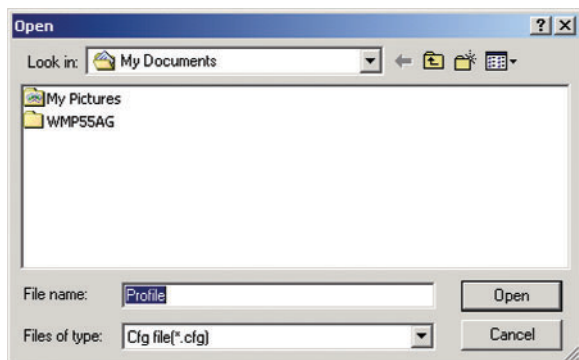 Open
Look in: My Documents
My Pictures
WMP55AG
File name: Profile Open
Files of type: Cfg file(*.cfg) Cancel